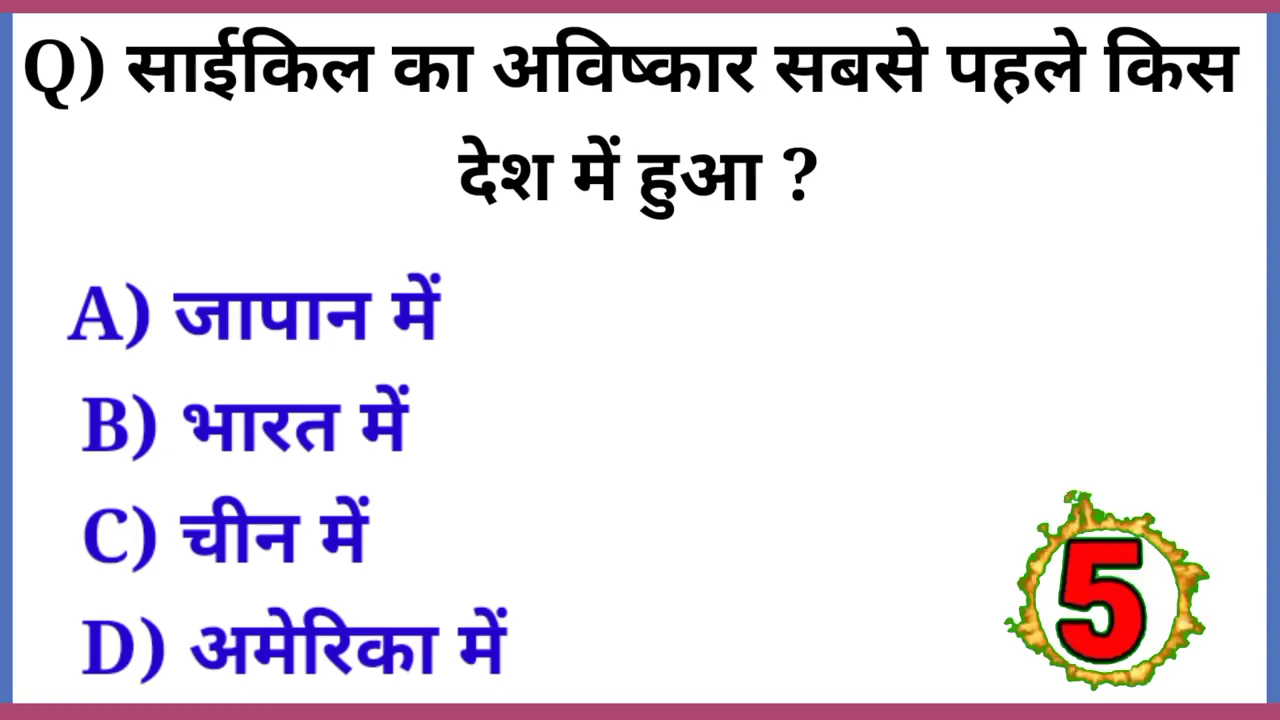 Q) साईकिल का अविष्कार सबसे पहले किस
देश में हुआ ?
A) जापान में
B) भारत में
C) चीन में
D) अमेरिका में
5